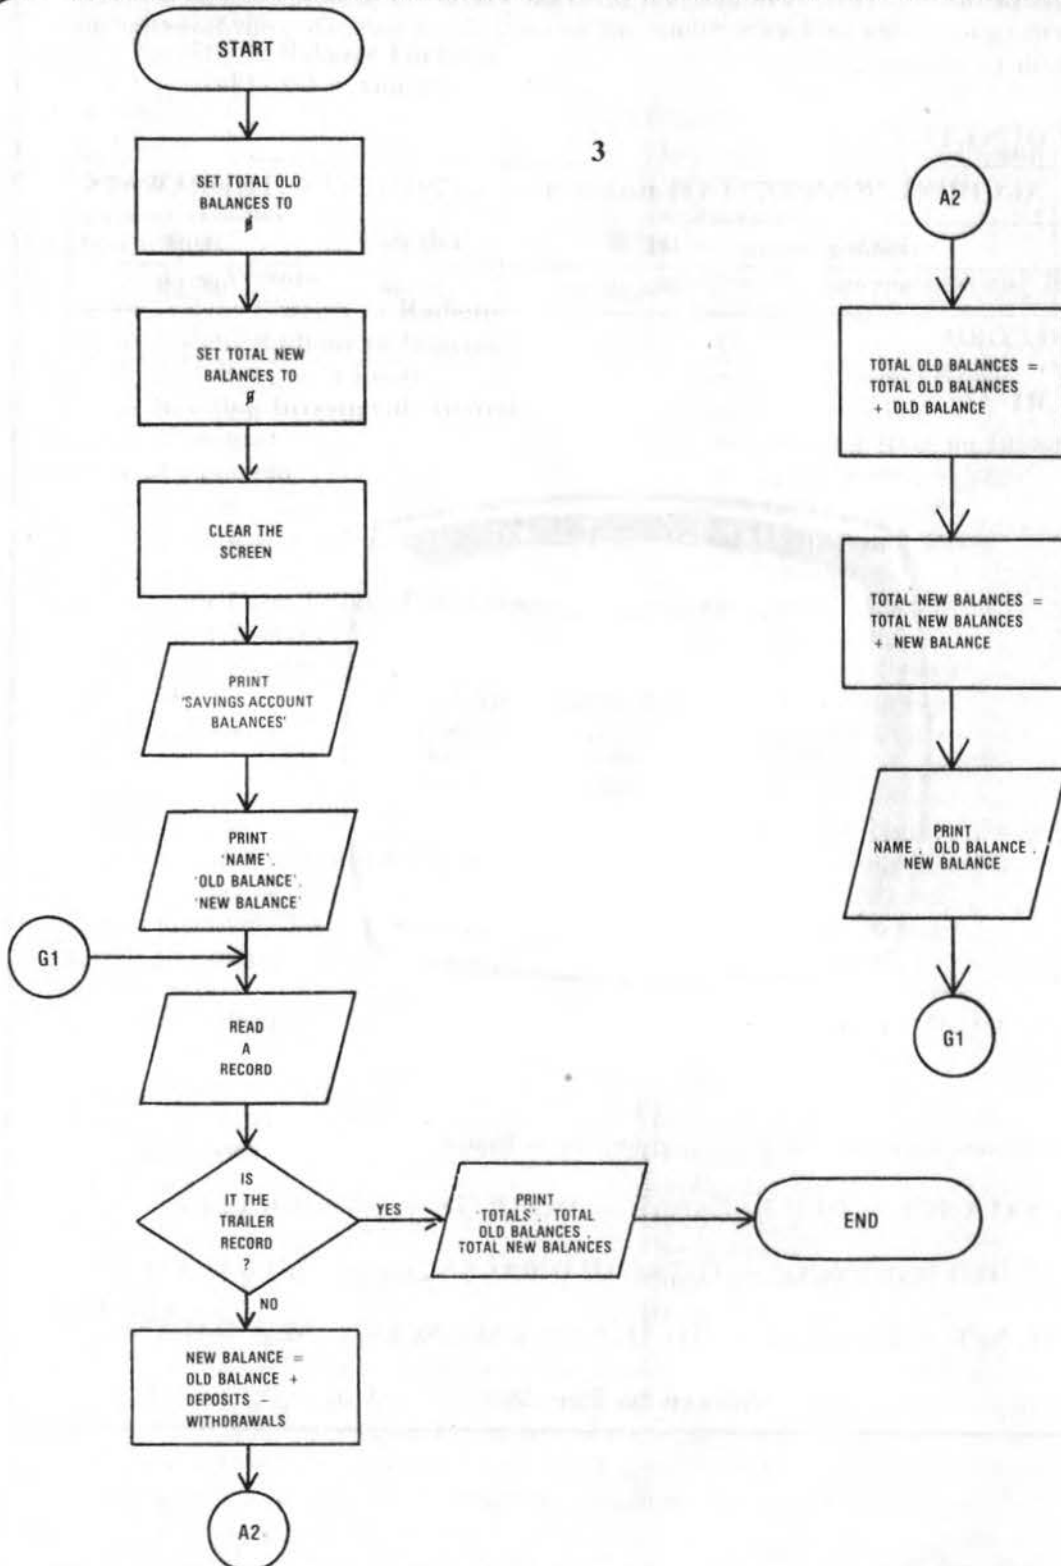 START
SET TOTAL OLD
BALANCES TO
0
SET TOTAL NEW
BALANCES TO
0
CLEAR THE
SCREEN
PRINT
'SAVINGS ACCOUNT
BALANCES'
PRINT
'NAME',
'OLD BALANCE',
'NEW BALANCE'
G1
READ
A
RECORD
IS
IT THE
TRAILER
RECORD
?
YES
PRINT
'TOTALS', TOTAL
OLD BALANCES,
TOTAL NEW BALANCES
END
NO
NEW BALANCE =
OLD BALANCE +
DEPOSITS –
WITHDRAWALS
A2
3
A2
TOTAL OLD BALANCES =
TOTAL OLD BALANCES
+ OLD BALANCE
TOTAL NEW BALANCES =
TOTAL NEW BALANCES
+ NEW BALANCE
PRINT
NAME, OLD BALANCE,
NEW BALANCE
G1